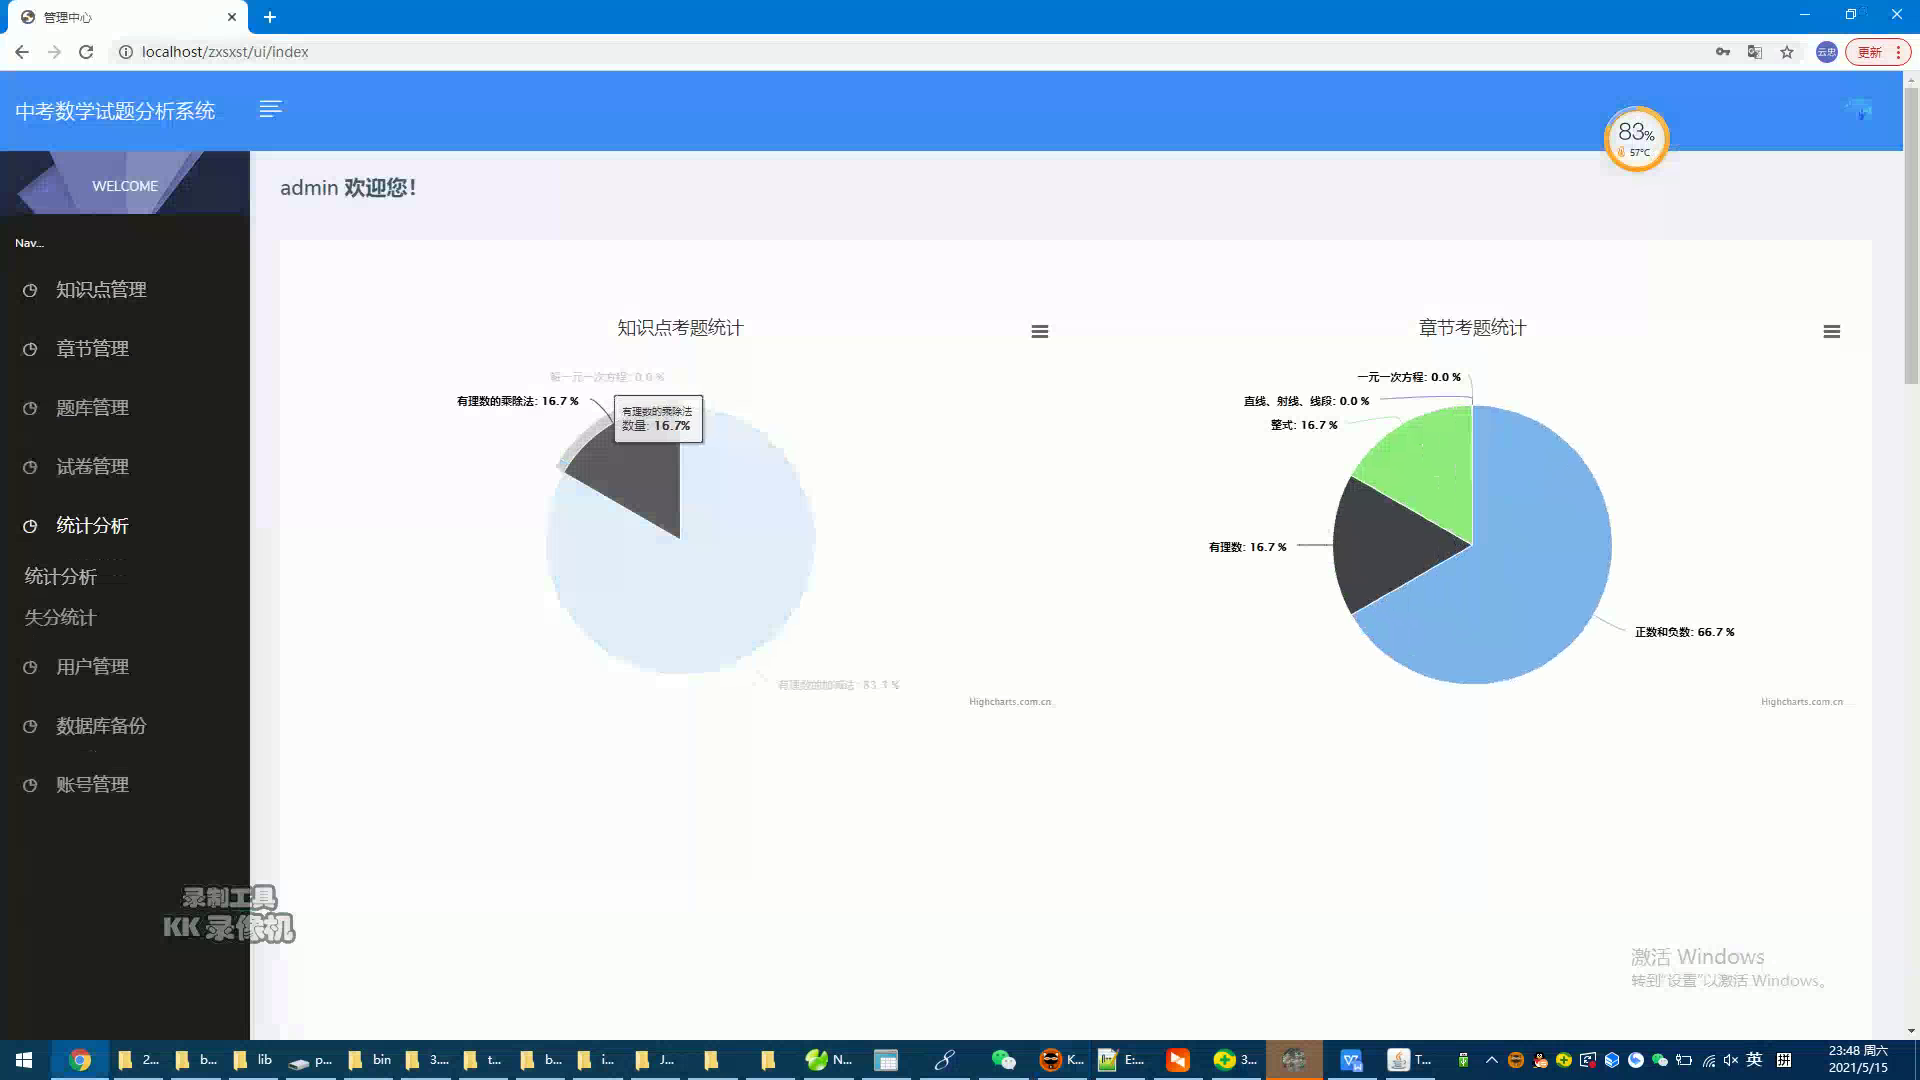 管理中心
localhost/zxsxst/ui/index
云忠
更新
中考数学试题分析系统
83%
57°C
WELCOME
admin 欢迎您!
Nav...
知识点管理
章节管理
题库管理
试卷管理
统计分析
统计分析
失分统计
用户管理
数据库备份
账号管理
知识点考题统计
一元一次方程: 0.0 %
有理数的乘除法: 16.7 %
有理数的乘除法
数量: 16.7%
有理数的加减法: 83.3 %
Highcharts.com.cn
章节考题统计
一元一次方程: 0.0 %
直线、射线、线段: 0.0 %
整式: 16.7 %
有理数: 16.7 %
正数和负数: 66.7 %
Highcharts.com.cn
录制工具
KK 录像机
激活 Windows
转到"设置"以激活 Windows。
2... b... lib p... bin 3.... t... b... i... J... N... K... E:... 3... T...
英
拼
23:48 周六
2021/5/15